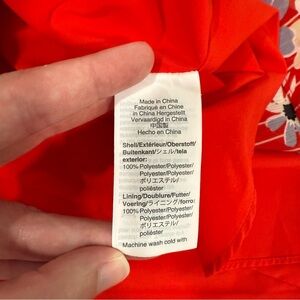 Made in China
Fabriqué en Chine
in China Hergestellt
Vervaardigd in China
中国製
Hecho en China
Shell/Extérieur/Oberstoff/
Buitenkant/シェル/tela
exterior:
100% Polyester/Polyester/
Polyester/Polyester/
ポリエステル/
poliéster
Lining/Doublure/Futter/
Voering/ライニング/forro:
100% Polyester/Polyester/
Polyester/Polyester/
ポリエステル/
poliéster
Machine wash cold with